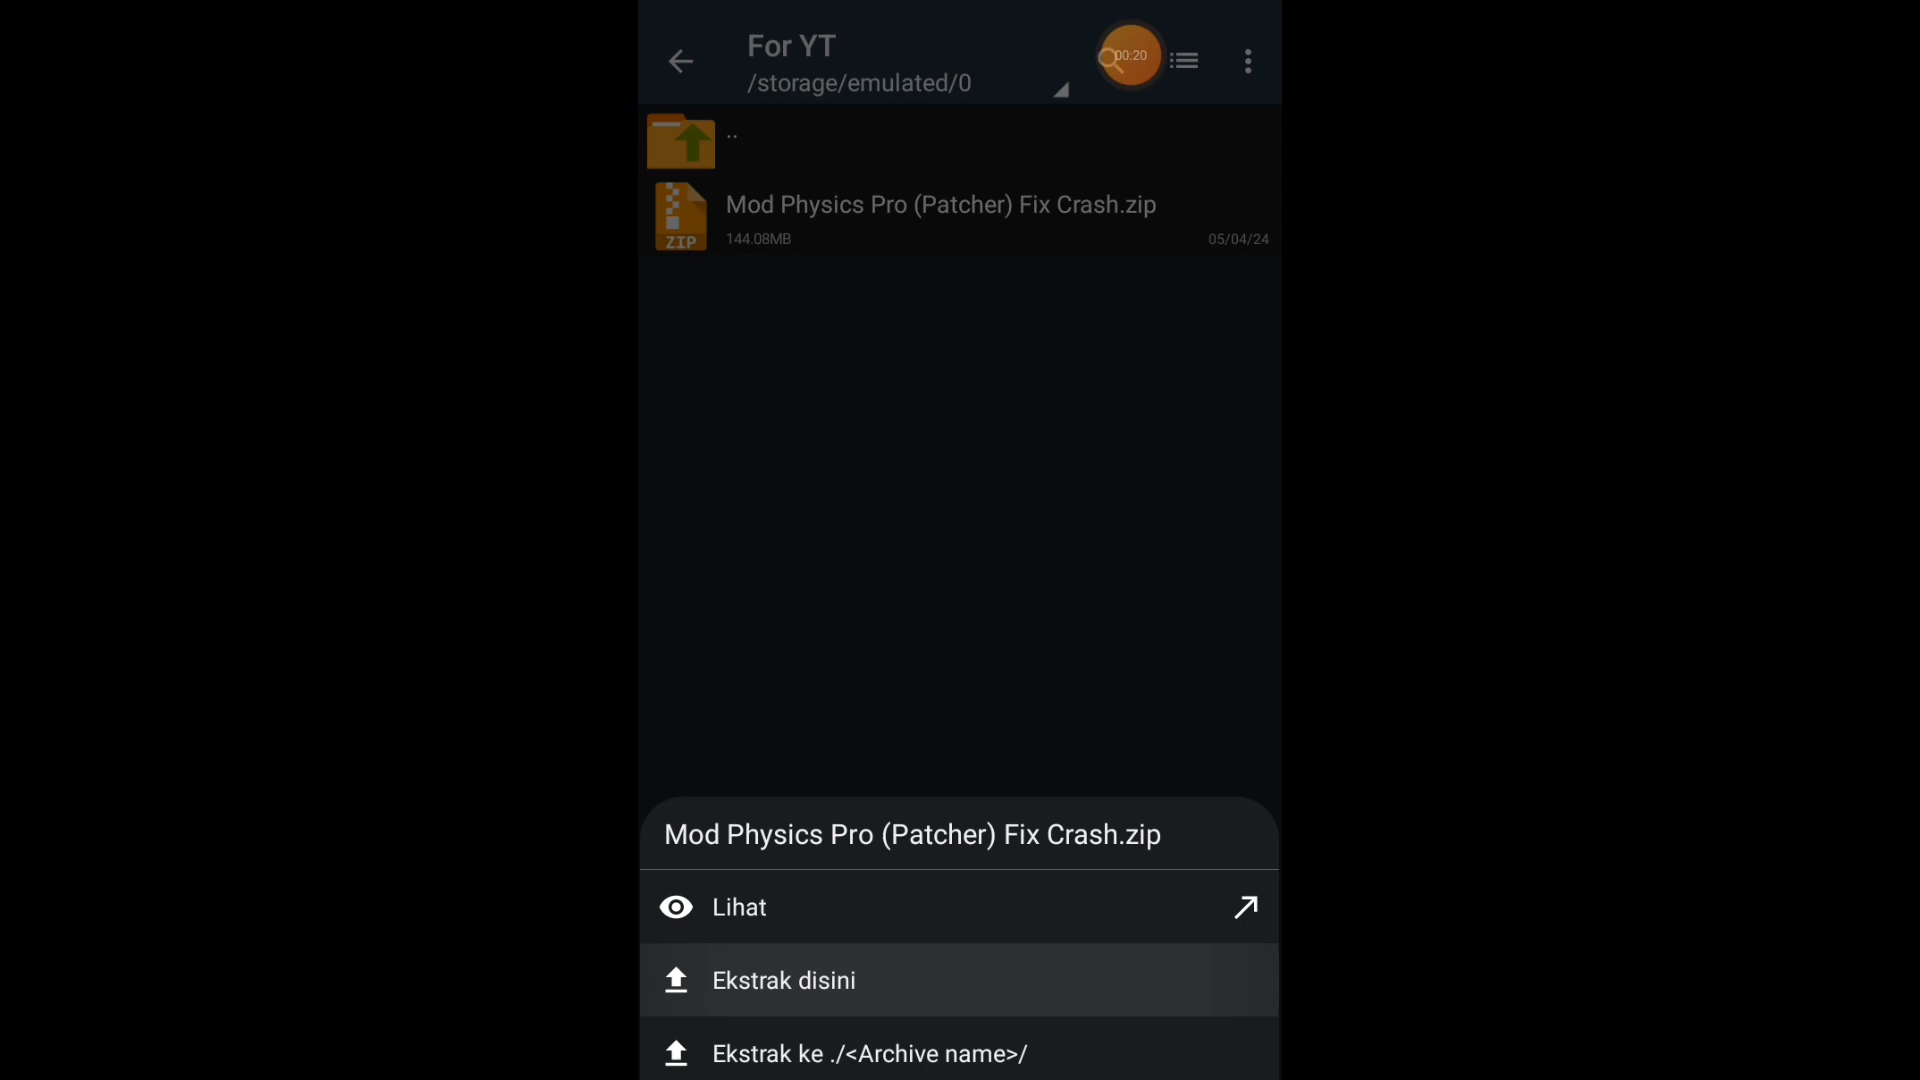 For YT
00:20
/storage/emulated/0
..
Mod Physics Pro (Patcher) Fix Crash.zip
ZIP
144.08MB
05/04/24
Mod Physics Pro (Patcher) Fix Crash.zip
Lihat
Ekstrak disini
Ekstrak ke ./<Archive name>/